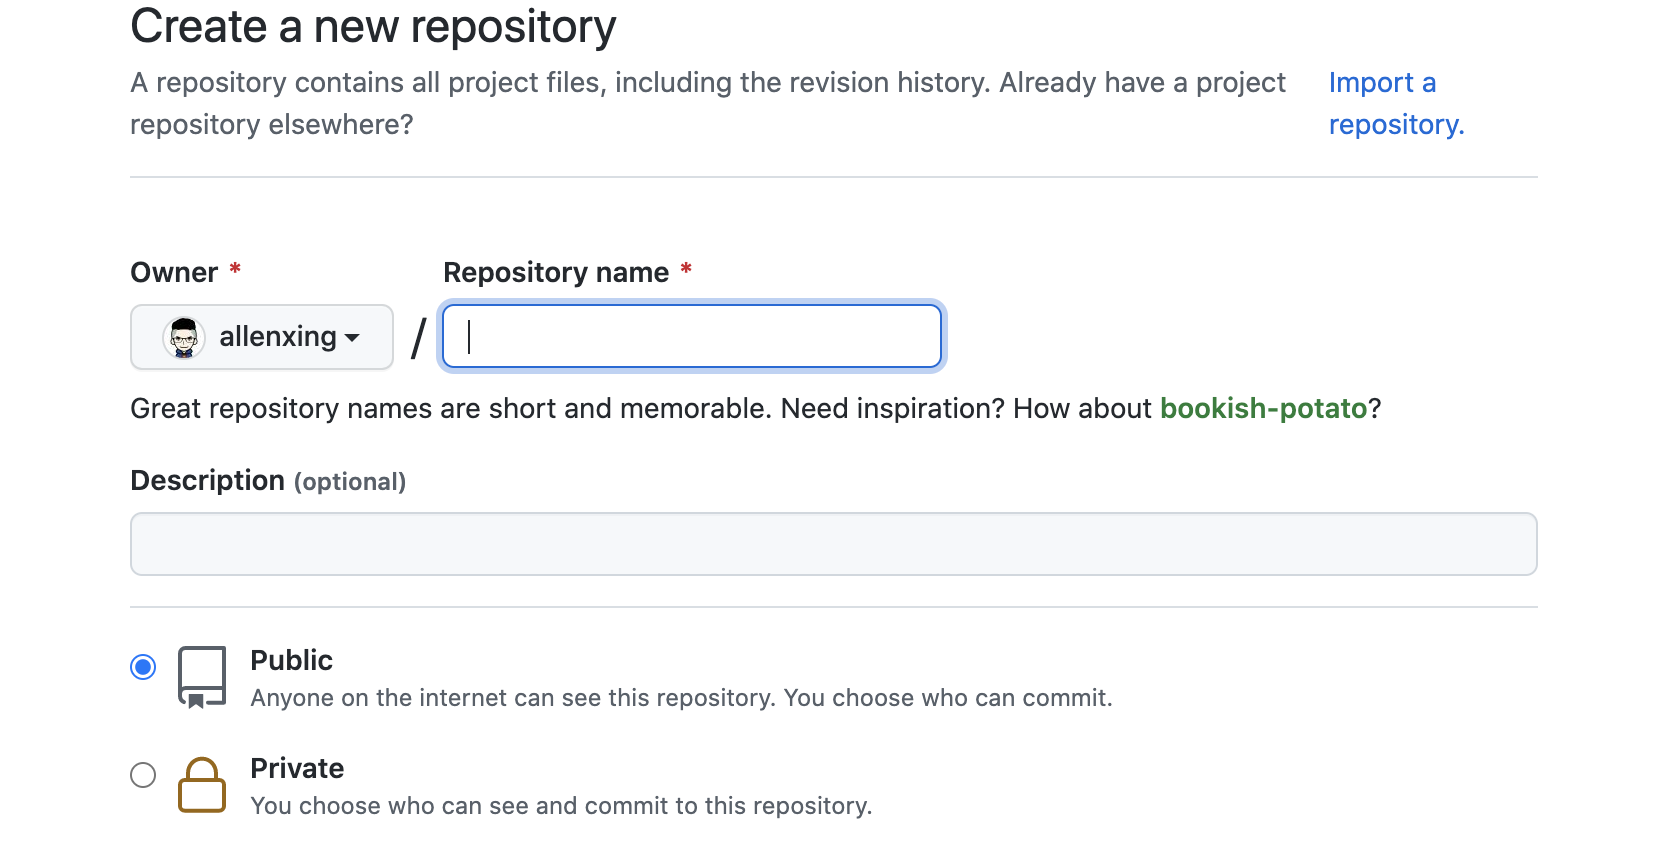 Create a new repository
A repository contains all project files, including the revision history. Already have a project
repository elsewhere?
Import a
repository.
Owner *
Repository name *
allenxing
/
Great repository names are short and memorable. Need inspiration? How about bookish-potato?
Description (optional)
Public
Anyone on the internet can see this repository. You choose who can commit.
Private
You choose who can see and commit to this repository.